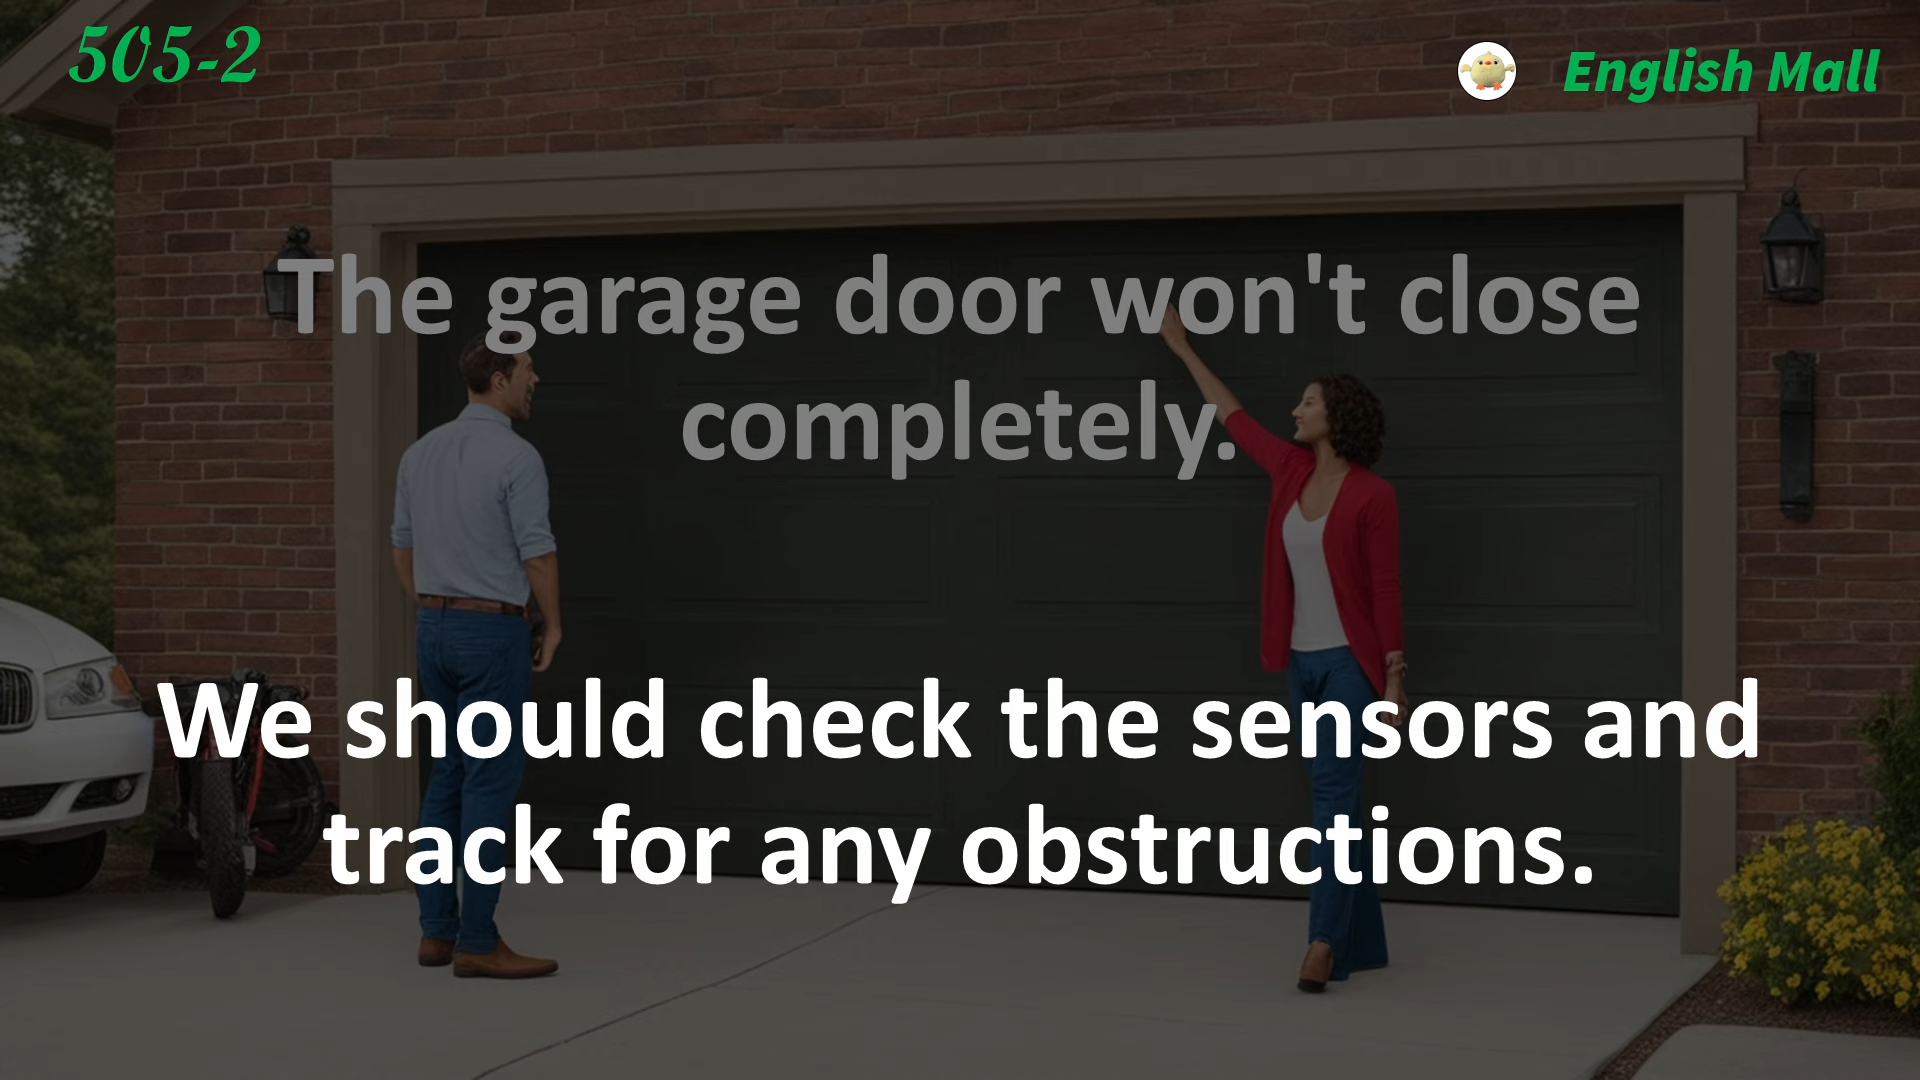 505-2
English Mall
The garage door won't close
completely.
We should check the sensors and
track for any obstructions.